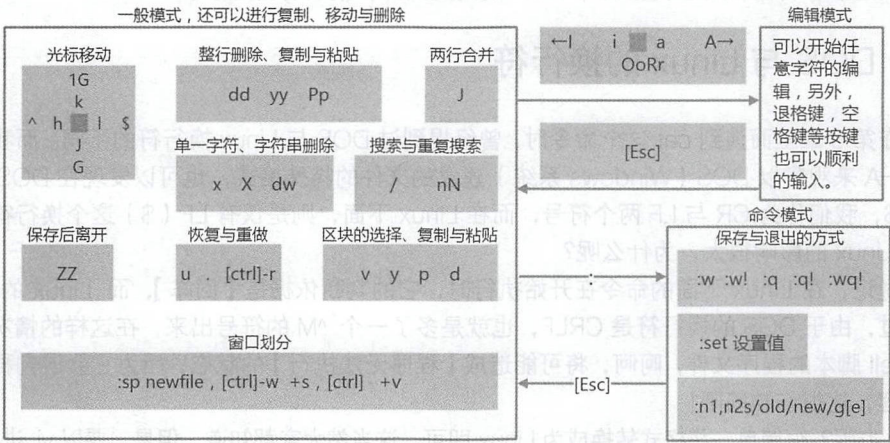 一般模式，还可以进行复制、移动与删除
光标移动
1G
k
^ h l $
J
G
整行删除、复制与粘贴
dd yy Pp
两行合并
J
单一字符、字符串删除
x X dw
搜索与重复搜索
? / nN
保存后离开
ZZ
恢复与重做
u . [ctrl]-r
区块的选择、复制与粘贴
v y p d
窗口划分
:sp newfile , [ctrl]-w +s , [ctrl] +v
←I i a A→
OoRr
[Esc]
:
[Esc]
编辑模式
可以开始任
意字符的编
辑，另外，
退格键，空
格键等按键
也可以顺利
的输入。
命令模式
保存与退出的方式
:w :w! :q :q! :wq!
:set 设置值
:n1,n2s/old/new/g[e]